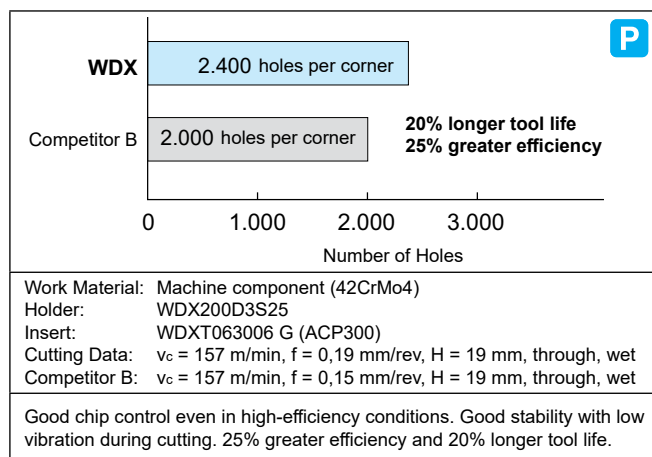 P
WDX
2.400 holes per corner
Competitor B
2.000 holes per corner
20% longer tool life
25% greater efficiency
0 1.000 2.000 3.000
Number of Holes
Work Material: Machine component (42CrMo4)
Holder: WDX200D3S25
Insert: WDXT063006 G (ACP300)
Cutting Data: vc = 157 m/min, f = 0,19 mm/rev, H = 19 mm, through, wet
Competitor B: vc = 157 m/min, f = 0,15 mm/rev, H = 19 mm, through, wet
Good chip control even in high-efficiency conditions. Good stability with low
vibration during cutting. 25% greater efficiency and 20% longer tool life.